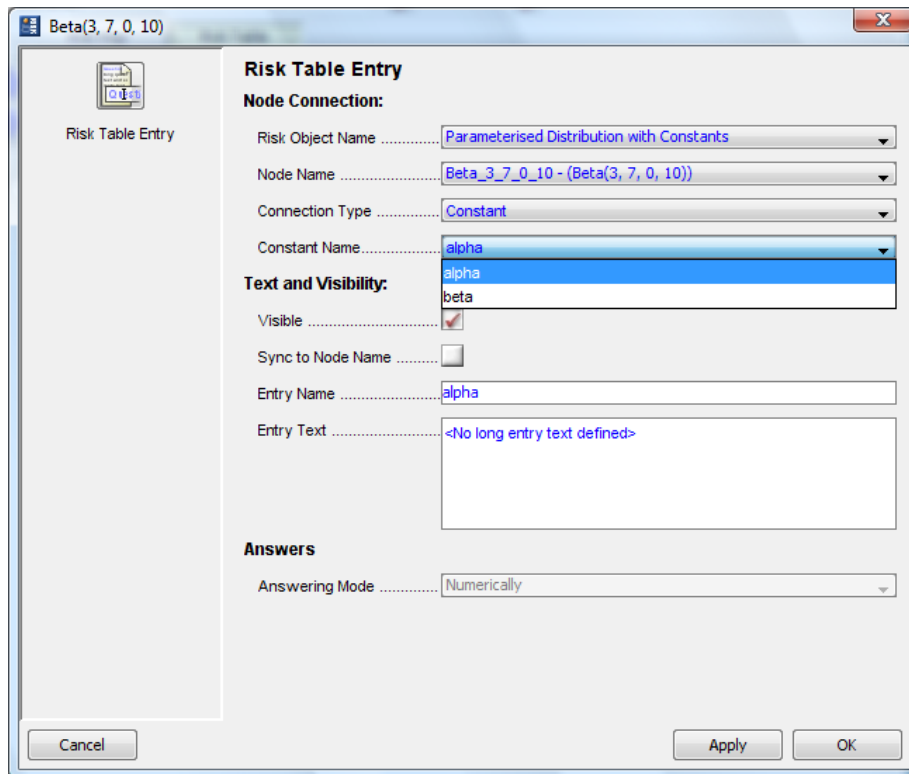 Beta(3, 7, 0, 10)
Risk Table Entry
Risk Table Entry
Node Connection:
Risk Object Name ............. Parameterised Distribution with Constants
Node Name ...................... Beta_3_7_0_10 - (Beta(3, 7, 0, 10))
Connection Type ............... Constant
Constant Name................... alpha
alpha
beta
Text and Visibility:
Visible ...............................
Sync to Node Name ..........
Entry Name ....................... alpha
Entry Text ......................... <No long entry text defined>
Answers
Answering Mode .............. Numerically
Cancel
Apply
OK